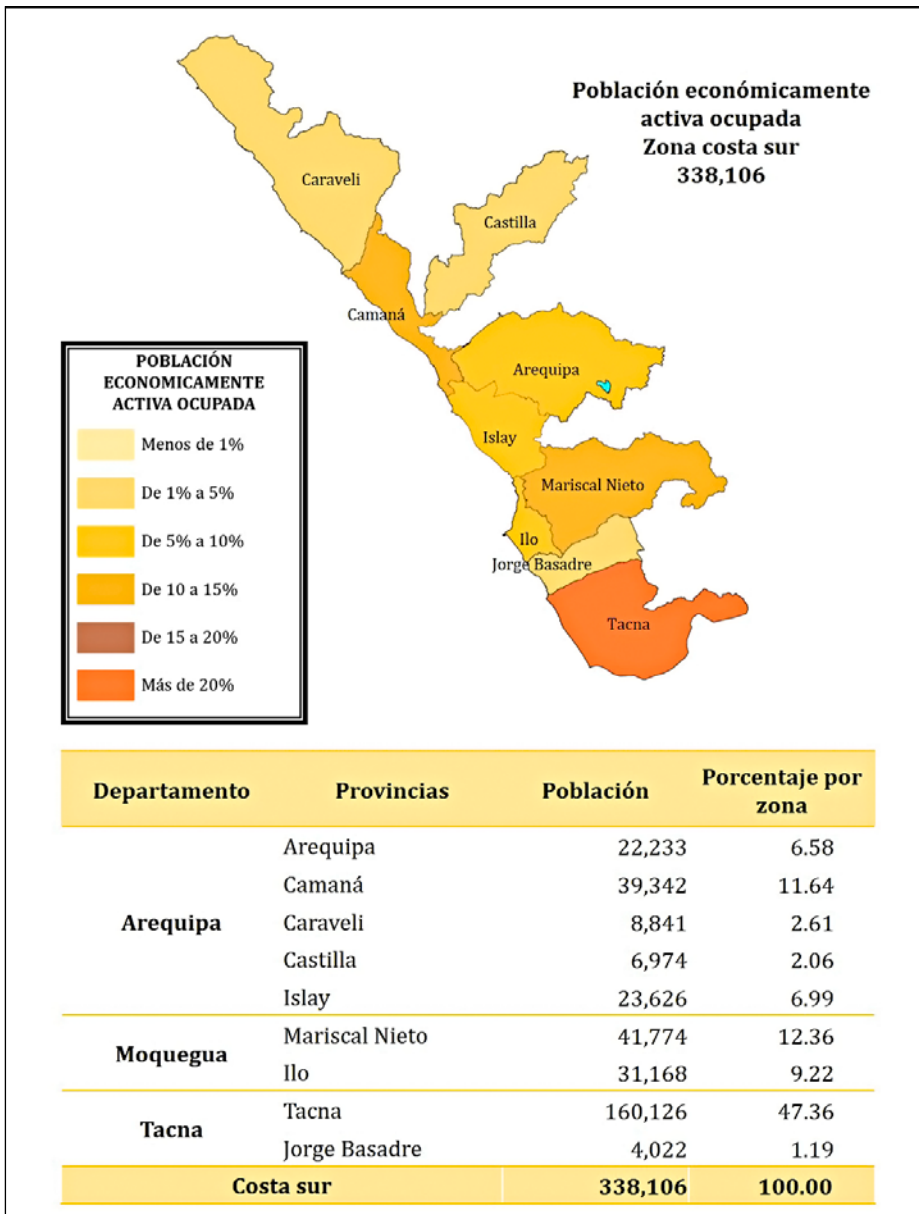 Población económicamente
activa ocupada
Zona costa sur
338,106
Caraveli
Castilla
Camaná
Arequipa
Islay
Mariscal Nieto
Ilo
Jorge Basadre
Tacna
POBLACIÓN
ECONOMICAMENTE
ACTIVA OCUPADA
Menos de 1%
De 1% a 5%
De 5% a 10%
De 10 a 15%
De 15 a 20%
Más de 20%
Departamento Provincias Población Porcentaje por zona
Arequipa Arequipa 22,233 6.58
Camaná 39,342 11.64
Caraveli 8,841 2.61
Castilla 6,974 2.06
Islay 23,626 6.99
Moquegua Mariscal Nieto 41,774 12.36
Ilo 31,168 9.22
Tacna Tacna 160,126 47.36
Jorge Basadre 4,022 1.19
Costa sur 338,106 100.00